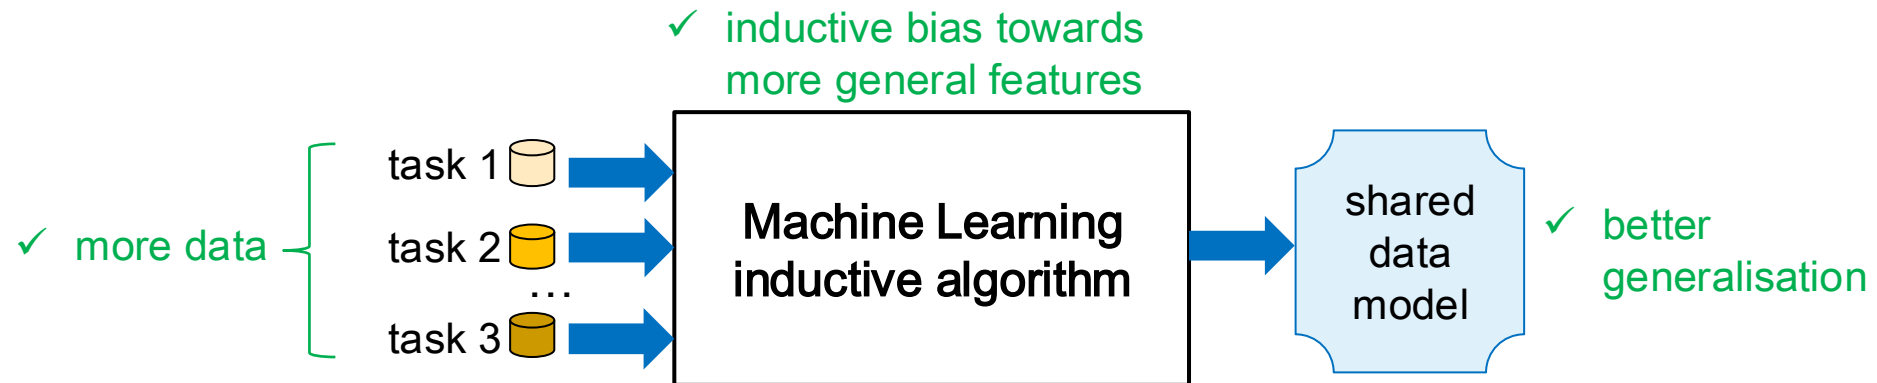 ✓ inductive bias towards
more general features
task 1
✓ more data
task 2
...
task 3
Machine Learning
inductive algorithm
shared
data
model
✓ better
generalisation